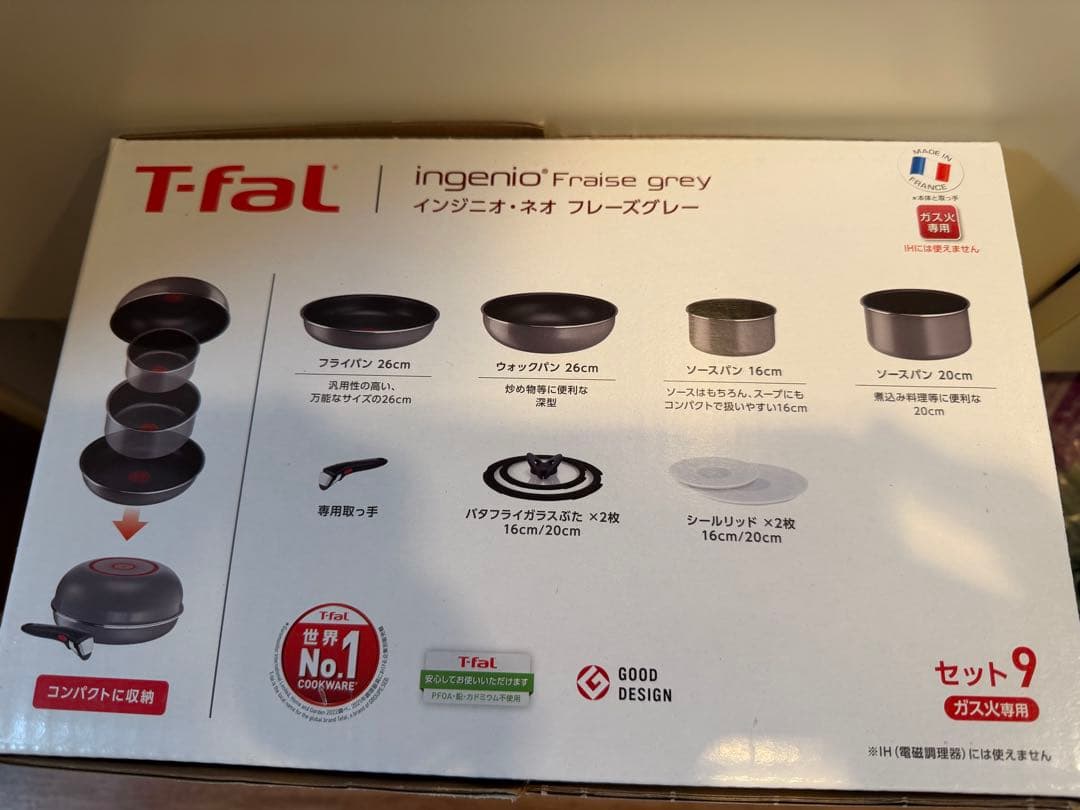 T-fal
ingenio® Fraise grey
インジニオ・ネオ フレーズグレー
MADE IN
FRANCE
*本体と取っ手
ガス火
専用
IHには使えません
フライパン 26cm
汎用性の高い、
万能なサイズの26cm
ウォックパン 26cm
炒め物等に便利な
深型
ソースパン 16cm
ソースはもちろん、スープにも
コンパクトで扱いやすい16cm
ソースパン 20cm
煮込み料理等に便利な
20cm
専用取っ手
バタフライガラスぶた ×2枚
16cm/20cm
シールリッド ×2枚
16cm/20cm
コンパクトに収納
T-fal
世界
No.1
COOKWARE*
T-fal
安心してお使いいただけます
PFOA・鉛・カドミウム不使用
GOOD
DESIGN
セット9
ガス火専用
※IH（電磁調理器）には使えません